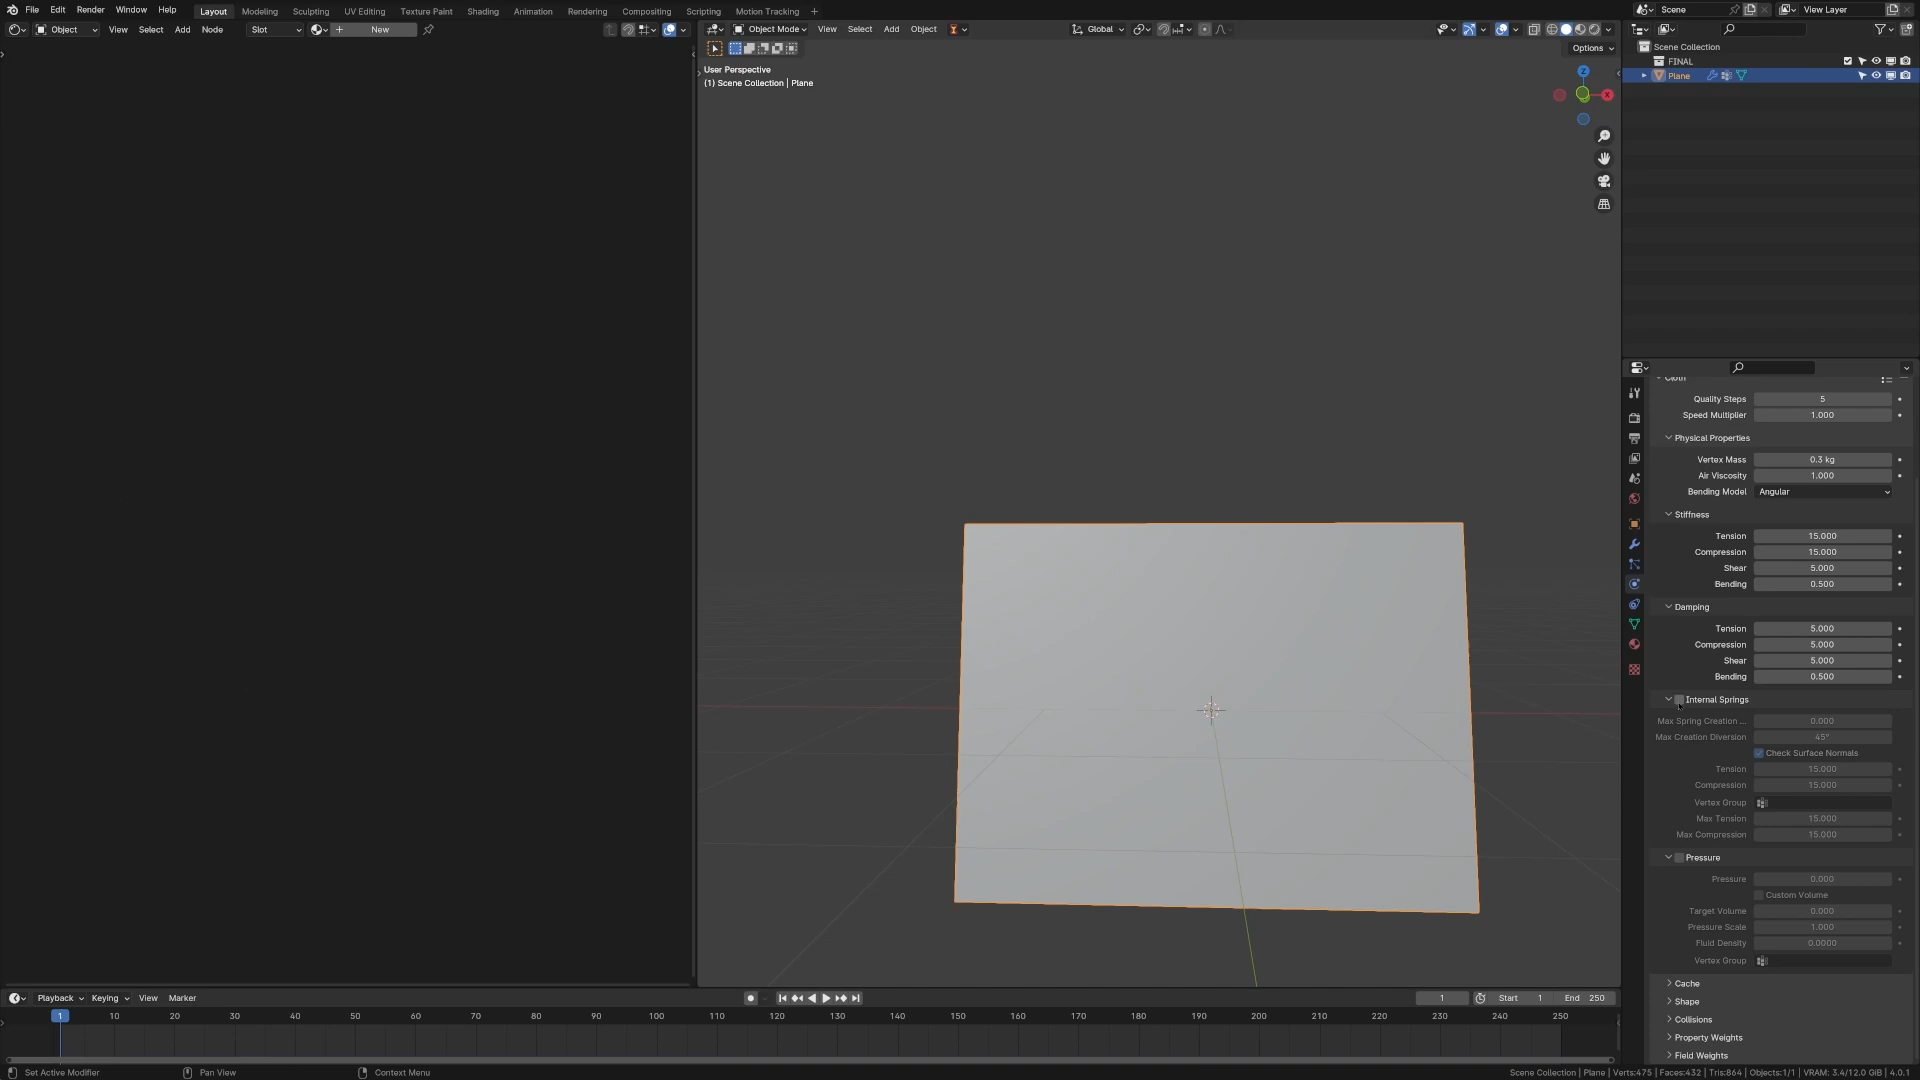 File Edit Render Window Help Layout Modeling Sculpting UV Editing Texture Paint Shading Animation Rendering Compositing Scripting Motion Tracking + Scene View Layer
Object View Select Add Node Slot New
Object Mode View Select Add Object Global
Options
User Perspective
(1) Scene Collection | Plane
Z
X
Scene Collection
FINAL
Plane
Cloth
Quality Steps 5
Speed Multiplier 1.000
Physical Properties
Vertex Mass 0.3 kg
Air Viscosity 1.000
Bending Model Angular
Stiffness
Tension 15.000
Compression 15.000
Shear 5.000
Bending 0.500
Damping
Tension 5.000
Compression 5.000
Shear 5.000
Bending 0.500
Internal Springs
Max Spring Creation ... 0.000
Max Creation Diversion 45°
Check Surface Normals
Tension 15.000
Compression 15.000
Vertex Group
Max Tension 15.000
Max Compression 15.000
Pressure
Pressure 0.000
Custom Volume
Target Volume 0.000
Pressure Scale 1.000
Fluid Density 0.0000
Vertex Group
Cache
Shape
Collisions
Property Weights
Field Weights
Playback Keying View Marker 1 Start 1 End 250
1 10 20 30 40 50 60 70 80 90 100 110 120 130 140 150 160 170 180 190 200 210 220 230 240 250
Set Active Modifier Pan View Context Menu Scene Collection | Plane | Verts:475 | Faces:432 | Tris:864 | Objects:1/1 | VRAM: 3.4/12.0 GiB | 4.0.1